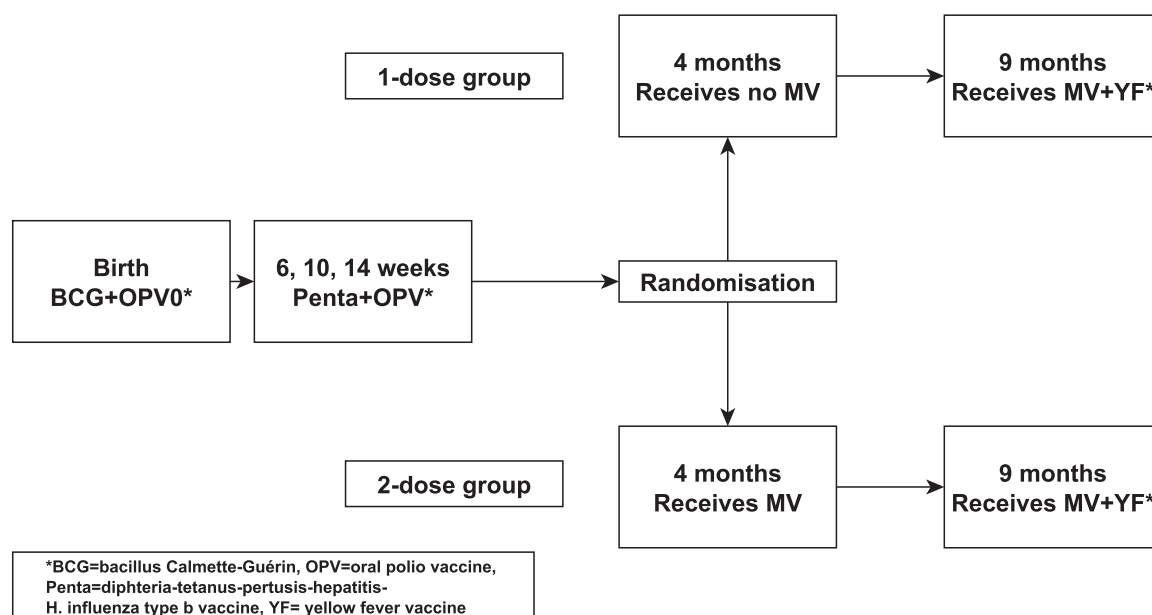 1-dose group
4 months
Receives no MV
9 months
Receives MV+YF*
Birth
BCG+OPV0*
6, 10, 14 weeks
Penta+OPV*
Randomisation
2-dose group
4 months
Receives MV
9 months
Receives MV+YF*
*BCG=bacillus Calmette-Guérin, OPV=oral polio vaccine,
Penta=diphteria-tetanus-pertusis-hepatitis-
H. influenza type b vaccine, YF= yellow fever vaccine